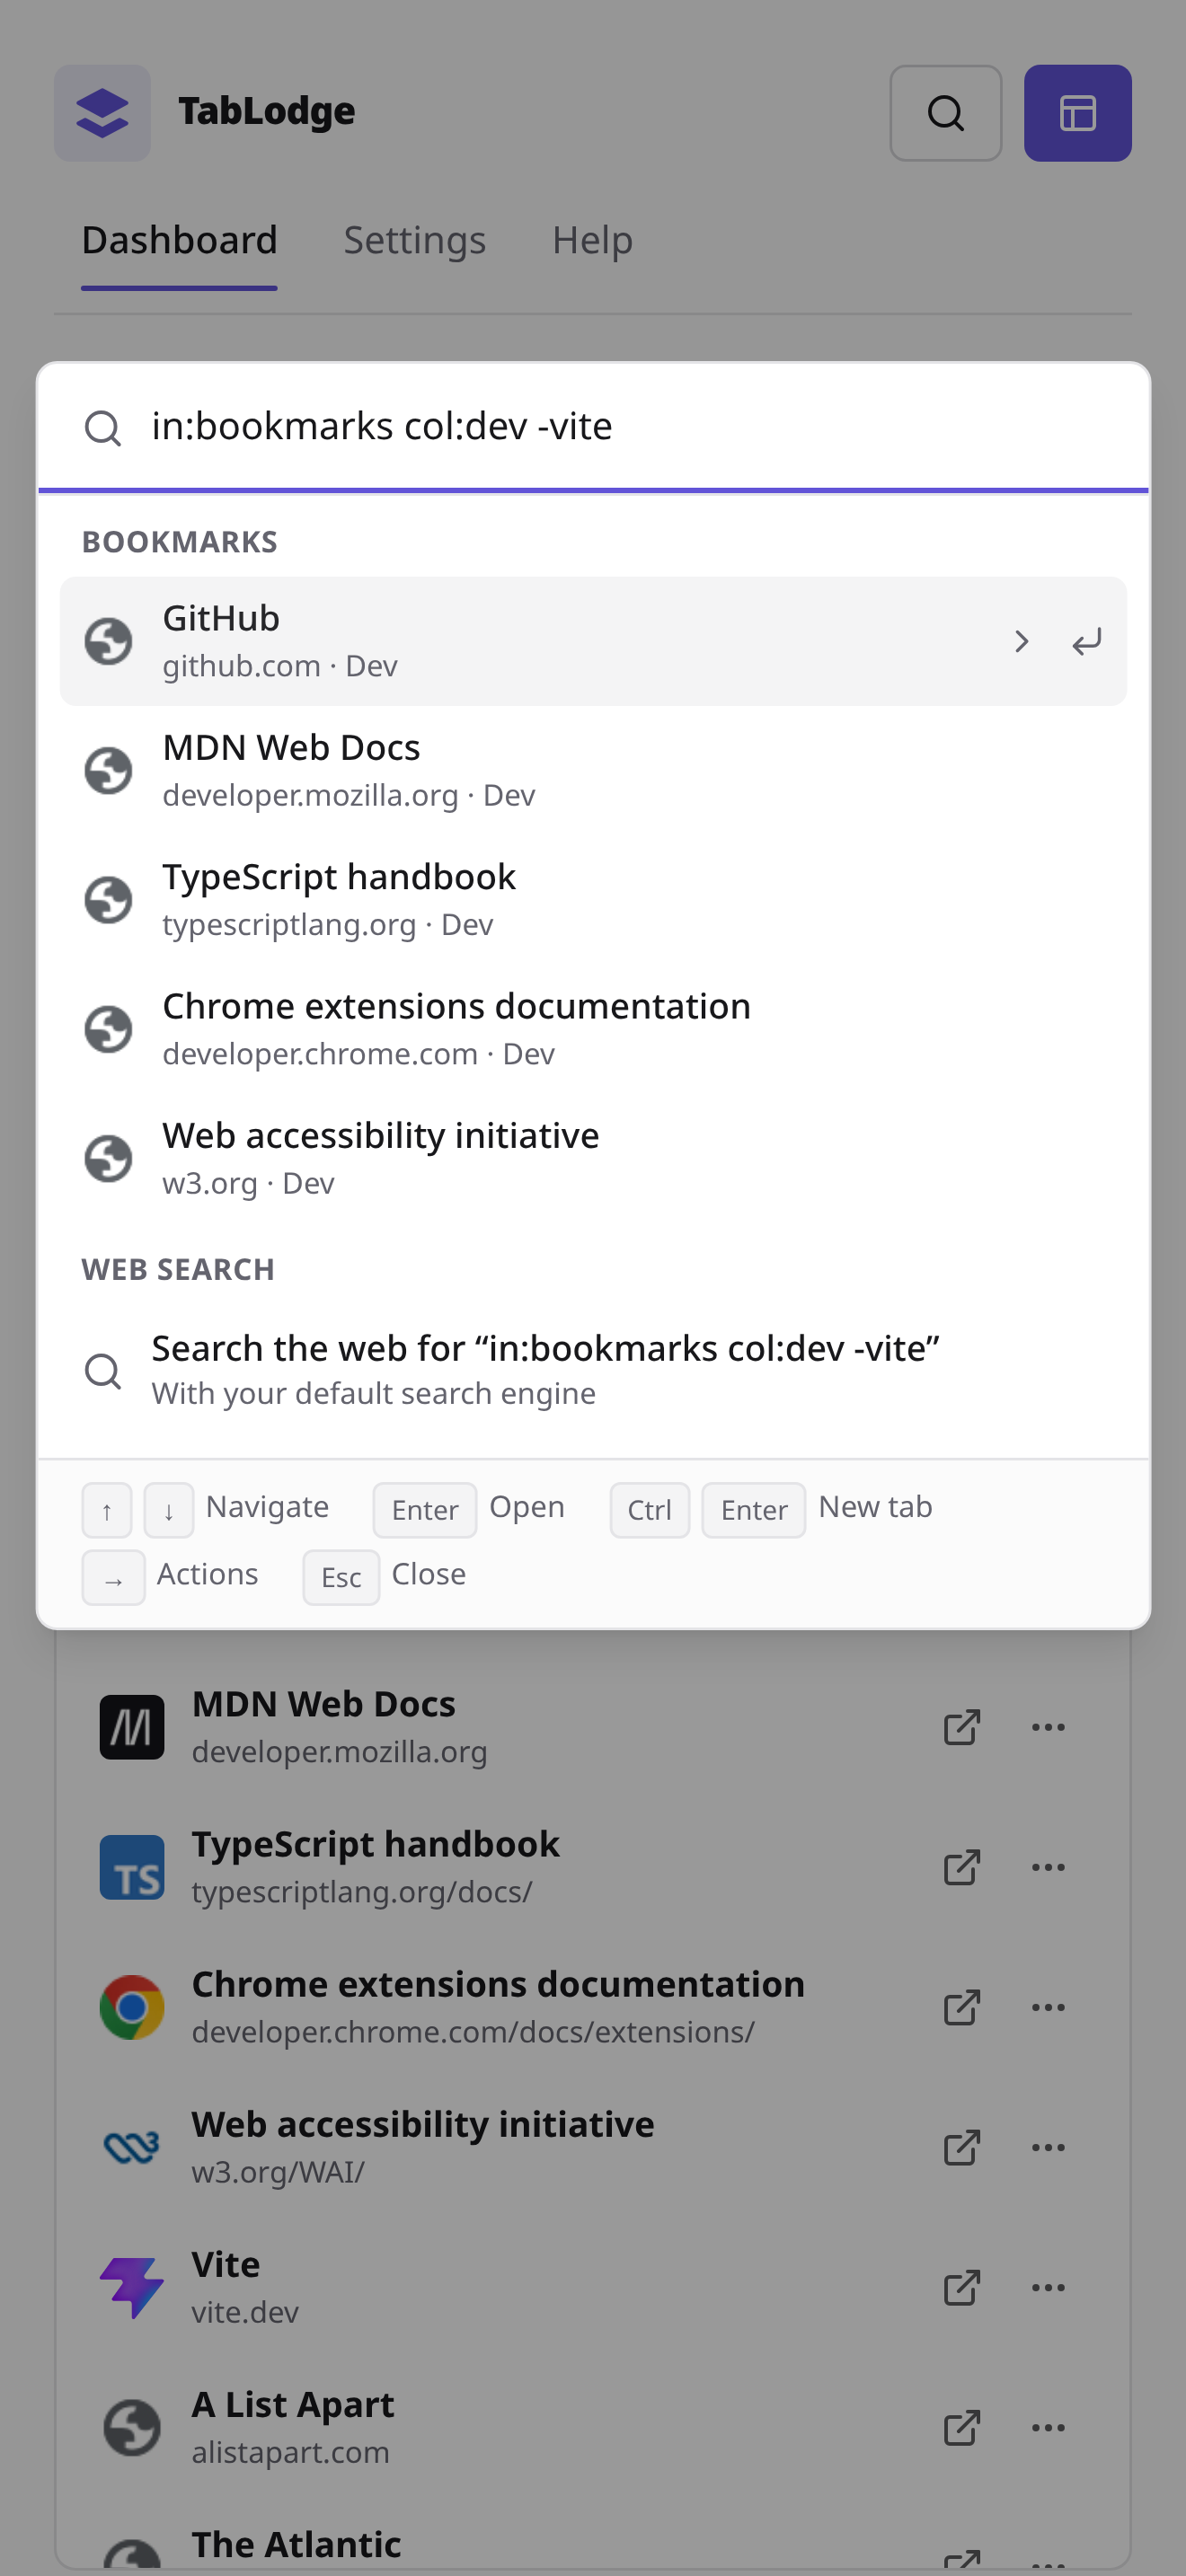 TabLodge
Dashboard Settings Help
in:bookmarks col:dev -vite
BOOKMARKS
GitHub
github.com · Dev
MDN Web Docs
developer.mozilla.org · Dev
TypeScript handbook
typescriptlang.org · Dev
Chrome extensions documentation
developer.chrome.com · Dev
Web accessibility initiative
w3.org · Dev
WEB SEARCH
Search the web for “in:bookmarks col:dev -vite”
With your default search engine
↑ ↓ Navigate Enter Open Ctrl Enter New tab
→ Actions Esc Close
MDN Web Docs
developer.mozilla.org
TS
TypeScript handbook
typescriptlang.org/docs/
Chrome extensions documentation
developer.chrome.com/docs/extensions/
Web accessibility initiative
w3.org/WAI/
Vite
vite.dev
A List Apart
alistapart.com
The Atlantic